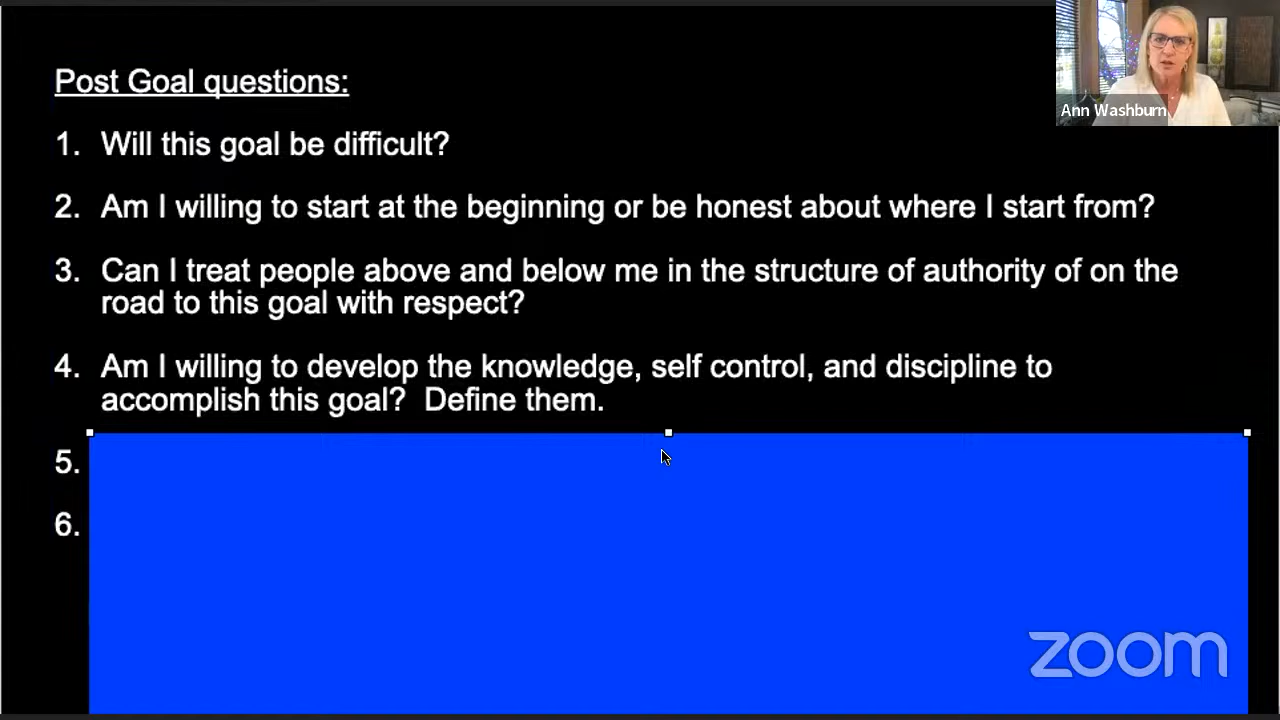 Post Goal questions:
1. Will this goal be difficult?
2. Am I willing to start at the beginning or be honest about where I start from?
3. Can I treat people above and below me in the structure of authority of on the
road to this goal with respect?
4. Am I willing to develop the knowledge, self control, and discipline to
accomplish this goal?  Define them.
5.
6.
Ann Washburn
zoom